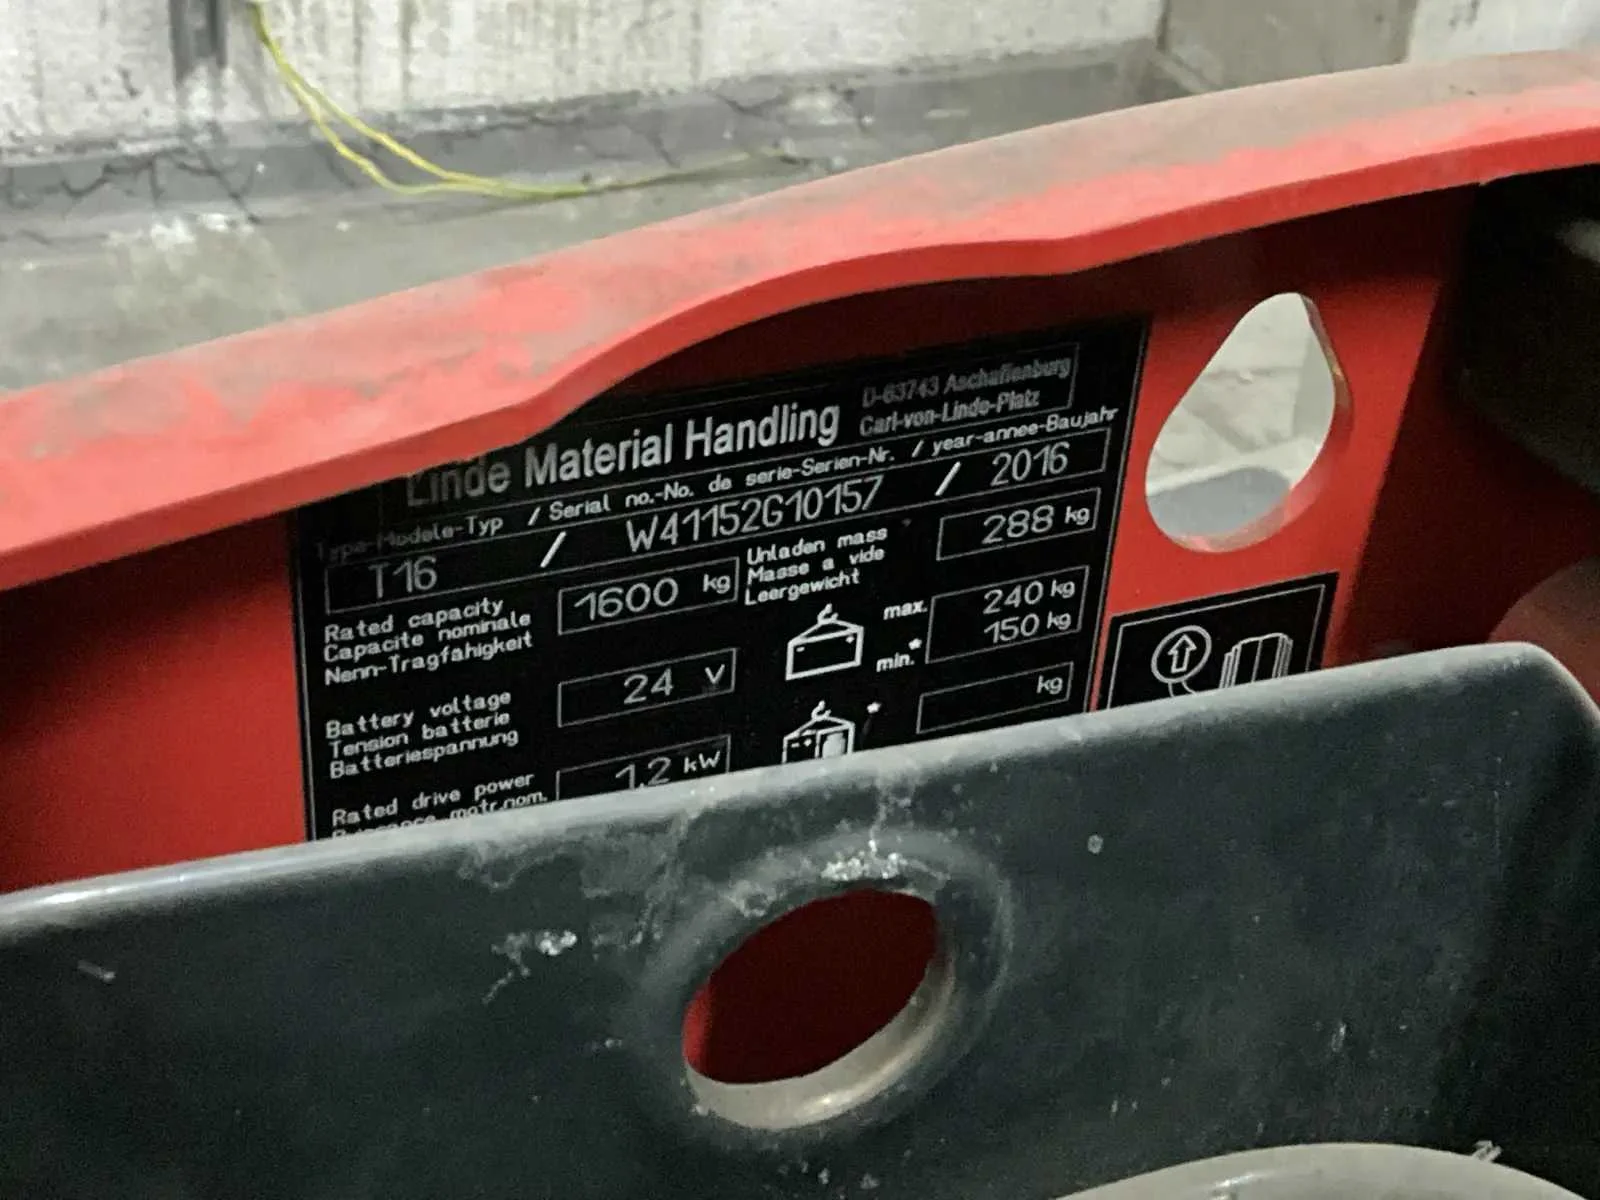 Linde Material Handling
D-63743 Aschaffenburg
Carl-von-Linde-Platz
Type-Modele-Typ / Serial no.-No. de serie-Serien-Nr. / year-annee-Baujahr
T16 / W41152G10157 / 2016
Rated capacity
Capacite nominale
Nenn-Tragfahigkeit
1600 kg
Unladen mass
Masse a vide
Leergewicht
288 kg
Battery voltage
Tension batterie
Batteriespannung
24 V
max. 240 kg
min.* 150 kg
* kg
Rated drive power
1,2 kW
Puissance motr.nom.